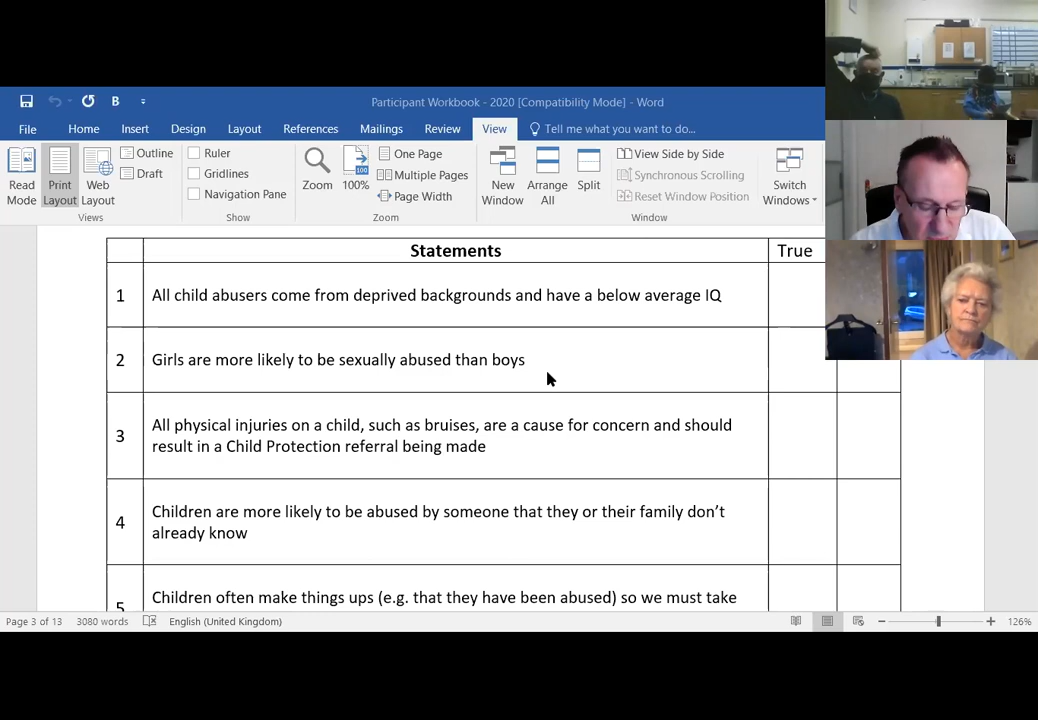 Participant Workbook - 2020 [Compatibility Mode] - Word
B
File Home Insert Design Layout References Mailings Review View Tell me what you want to do...
Read Mode
Print Layout
Web Layout
Outline
Draft
Views
Ruler
Gridlines
Navigation Pane
Show
Zoom
100%
One Page
Multiple Pages
Page Width
Zoom
New Window
Arrange All
Split
View Side by Side
Synchronous Scrolling
Reset Window Position
Window
Switch Windows
Statements True
1 All child abusers come from deprived backgrounds and have a below average IQ
2 Girls are more likely to be sexually abused than boys
3 All physical injuries on a child, such as bruises, are a cause for concern and should
result in a Child Protection referral being made
4 Children are more likely to be abused by someone that they or their family don't
already know
5 Children often make things ups (e.g. that they have been abused) so we must take
Page 3 of 13 3080 words English (United Kingdom) 126%